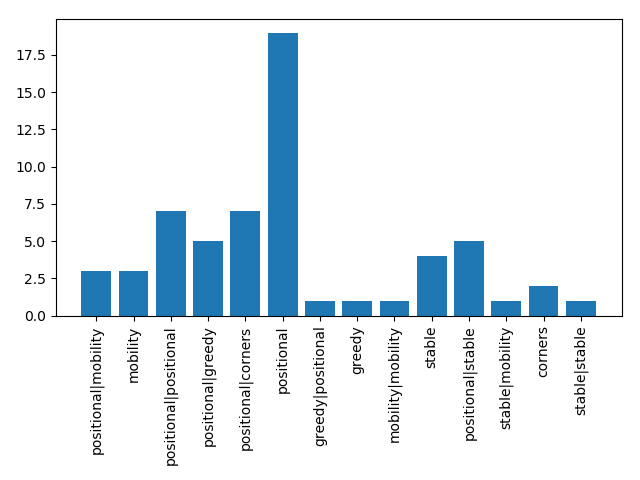 17.5
15.0
12.5
10.0
7.5
5.0
2.5
0.0
positional|mobility
mobility
positional|positional
positional|greedy
positional|corners
positional
greedy|positional
greedy
mobility|mobility
stable
positional|stable
stable|mobility
corners
stable|stable